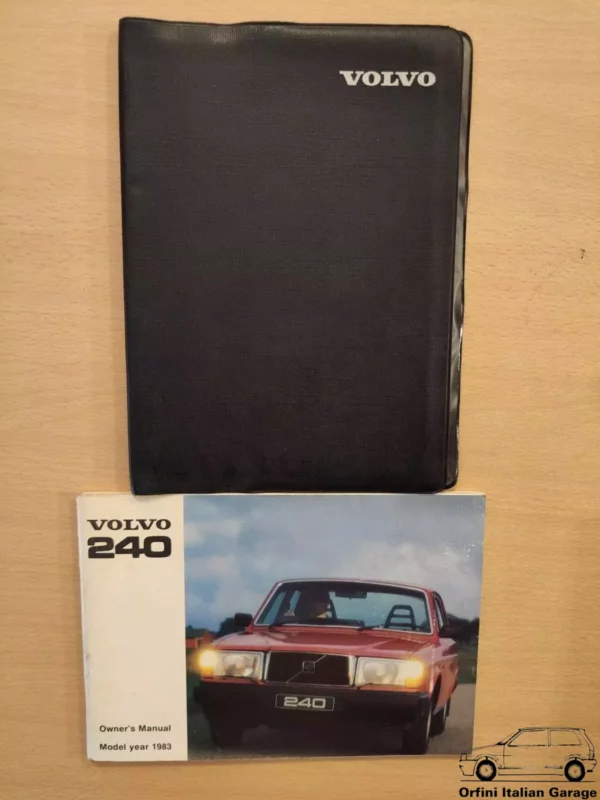 VOLVO
VOLVO
240
240
Owner's Manual
Model year 1983
Orfini Italian Garage